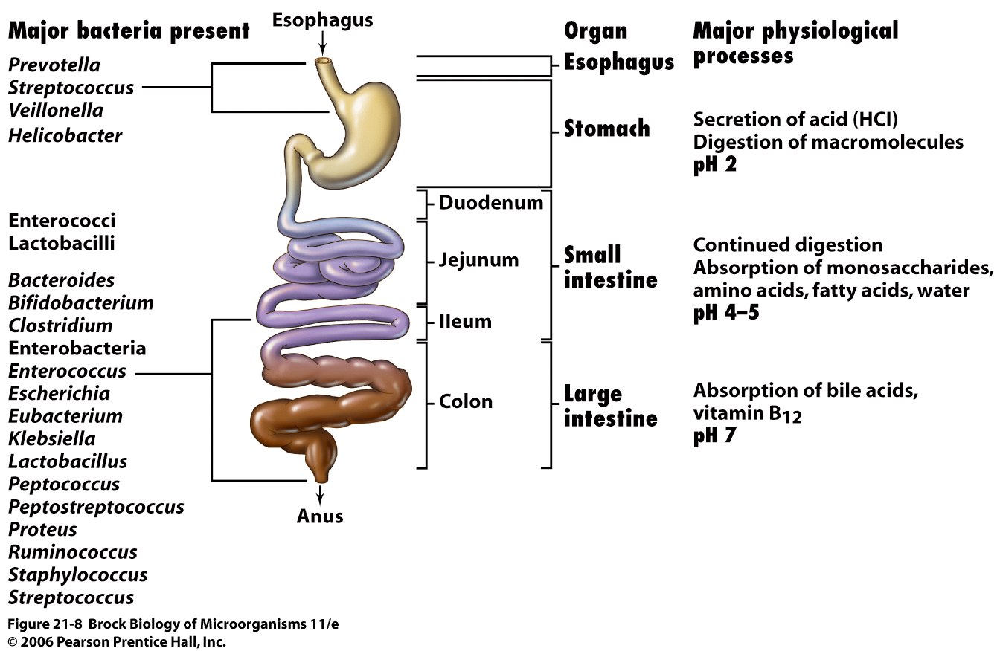 Major bacteria present
Prevotella
Streptococcus
Veillonella
Helicobacter
Enterococci
Lactobacilli
Bacteroides
Bifidobacterium
Clostridium
Enterobacteria
Enterococcus
Escherichia
Eubacterium
Klebsiella
Lactobacillus
Peptococcus
Peptostreptococcus
Proteus
Ruminococcus
Staphylococcus
Streptococcus
Esophagus
Anus
Duodenum
Jejunum
Ileum
Colon
Organ
Esophagus
Stomach
Small
intestine
Large
intestine
Major physiological
processes
Secretion of acid (HCl)
Digestion of macromolecules
pH 2
Continued digestion
Absorption of monosaccharides,
amino acids, fatty acids, water
pH 4–5
Absorption of bile acids,
vitamin B12
pH 7
Figure 21-8 Brock Biology of Microorganisms 11/e
© 2006 Pearson Prentice Hall, Inc.